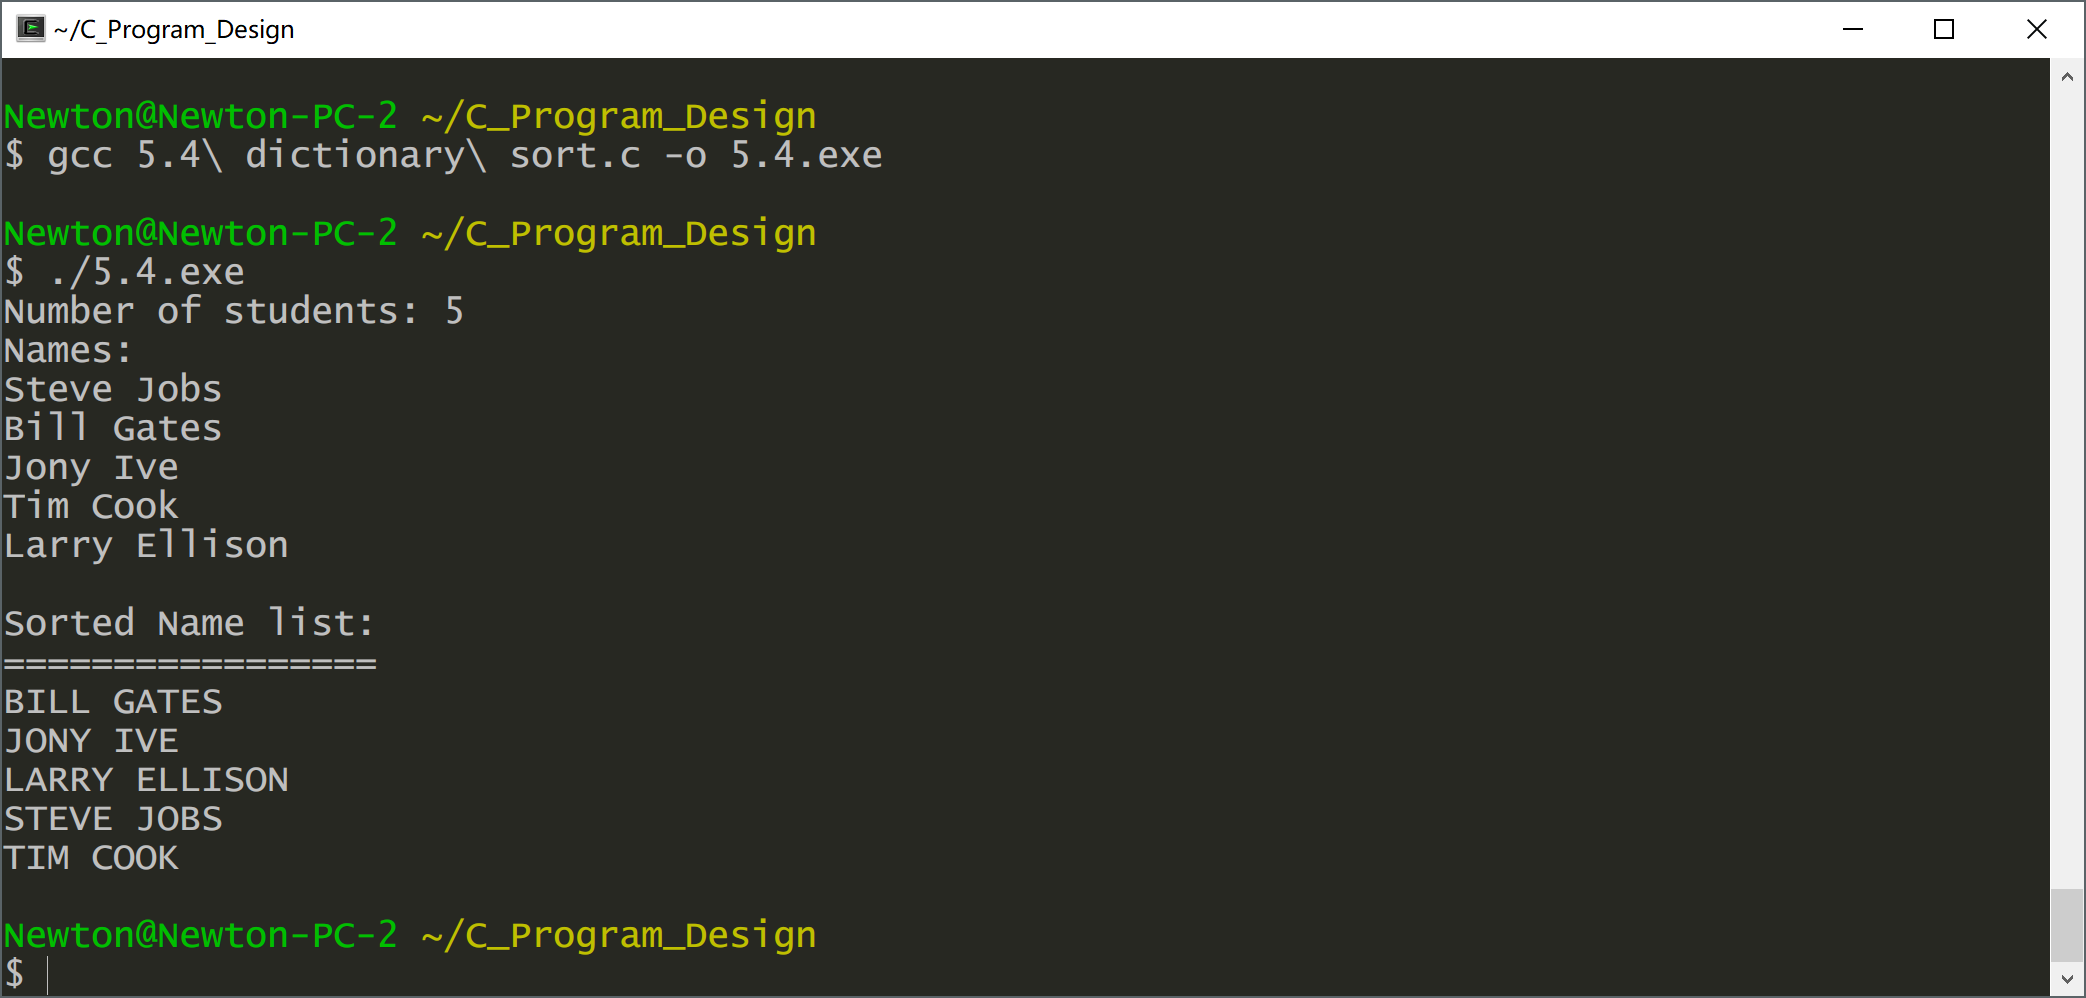 ~/C_Program_Design
Newton@Newton-PC-2 ~/C_Program_Design
$ gcc 5.4\ dictionary\ sort.c -o 5.4.exe
Newton@Newton-PC-2 ~/C_Program_Design
$ ./5.4.exe
Number of students: 5
Names:
Steve Jobs
Bill Gates
Jony Ive
Tim Cook
Larry Ellison
Sorted Name list:
=================
BILL GATES
JONY IVE
LARRY ELLISON
STEVE JOBS
TIM COOK
Newton@Newton-PC-2 ~/C_Program_Design
$